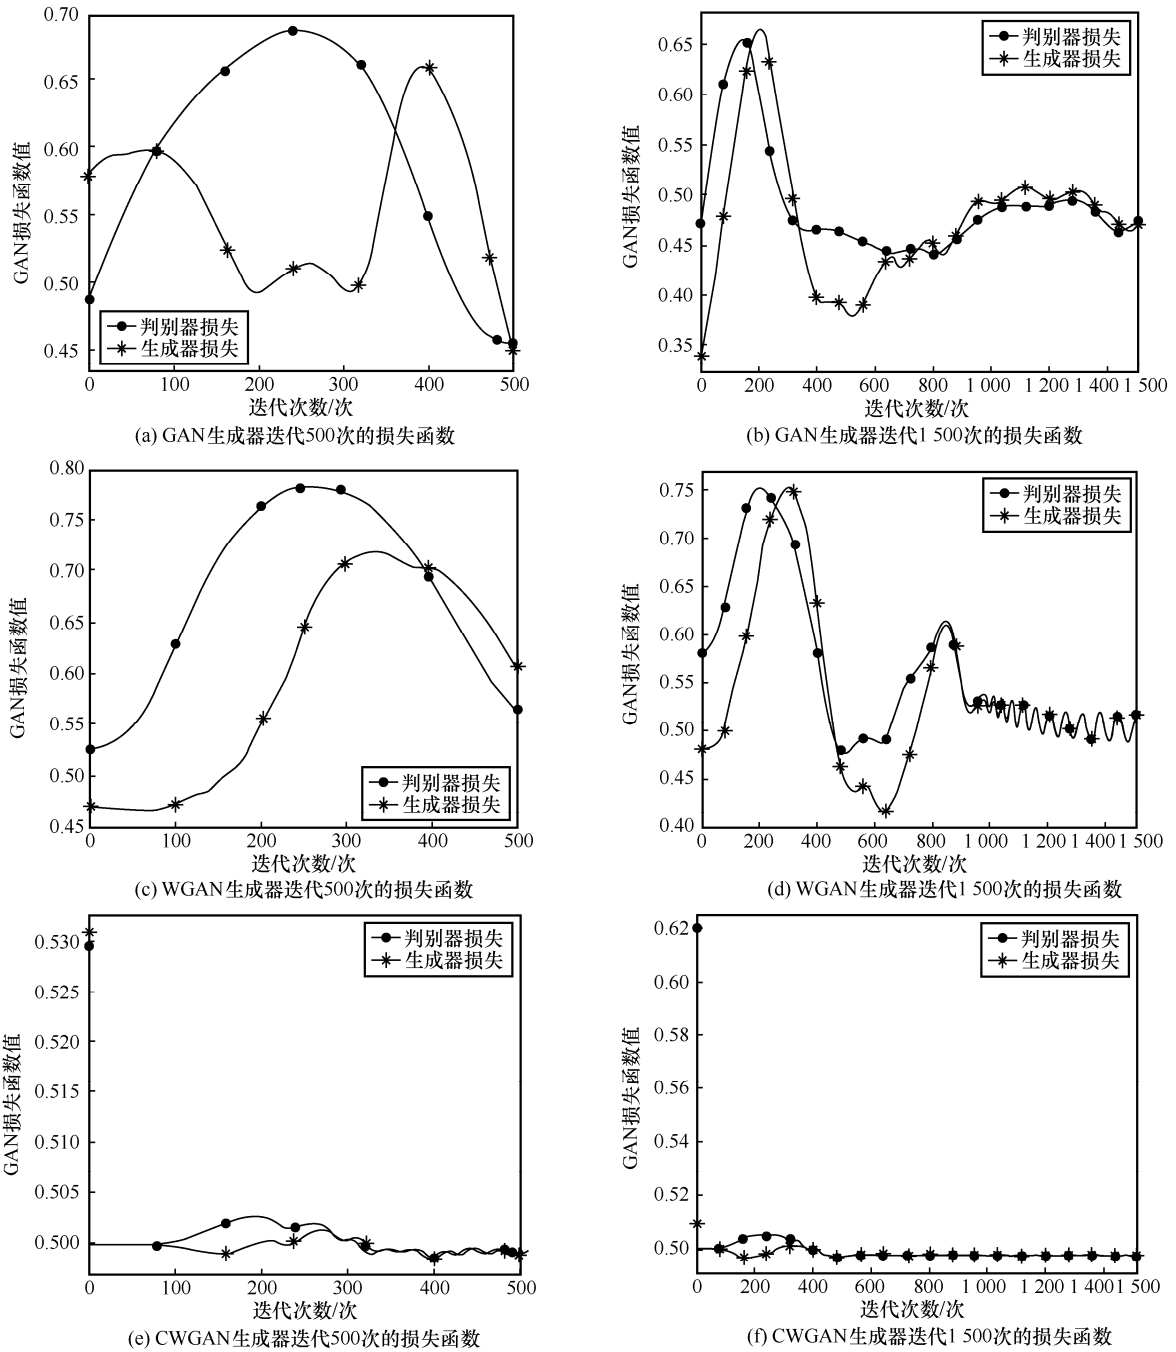 0.70
0.65
0.60
0.55
0.50
0.45
GAN损失函数值
判别器损失
生成器损失
0 100 200 300 400 500
迭代次数/次
(a) GAN生成器迭代500次的损失函数
0.65
0.60
0.55
0.50
0.45
0.40
0.35
GAN损失函数值
判别器损失
生成器损失
0 200 400 600 800 1 000 1 200 1 400 1 500
迭代次数/次
(b) GAN生成器迭代1 500次的损失函数
0.80
0.75
0.70
0.65
0.60
0.55
0.50
0.45
GAN损失函数值
判别器损失
生成器损失
0 100 200 300 400 500
迭代次数/次
(c) WGAN生成器迭代500次的损失函数
0.75
0.70
0.65
0.60
0.55
0.50
0.45
0.40
GAN损失函数值
判别器损失
生成器损失
0 200 400 600 800 1 000 1 200 1 400 1 500
迭代次数/次
(d) WGAN生成器迭代1 500次的损失函数
0.530
0.525
0.520
0.515
0.510
0.505
0.500
GAN损失函数值
判别器损失
生成器损失
0 100 200 300 400 500
迭代次数/次
(e) CWGAN生成器迭代500次的损失函数
0.62
0.60
0.58
0.56
0.54
0.52
0.50
GAN损失函数值
判别器损失
生成器损失
0 200 400 600 800 1 000 1 200 1 400 1 500
迭代次数/次
(f) CWGAN生成器迭代1 500次的损失函数